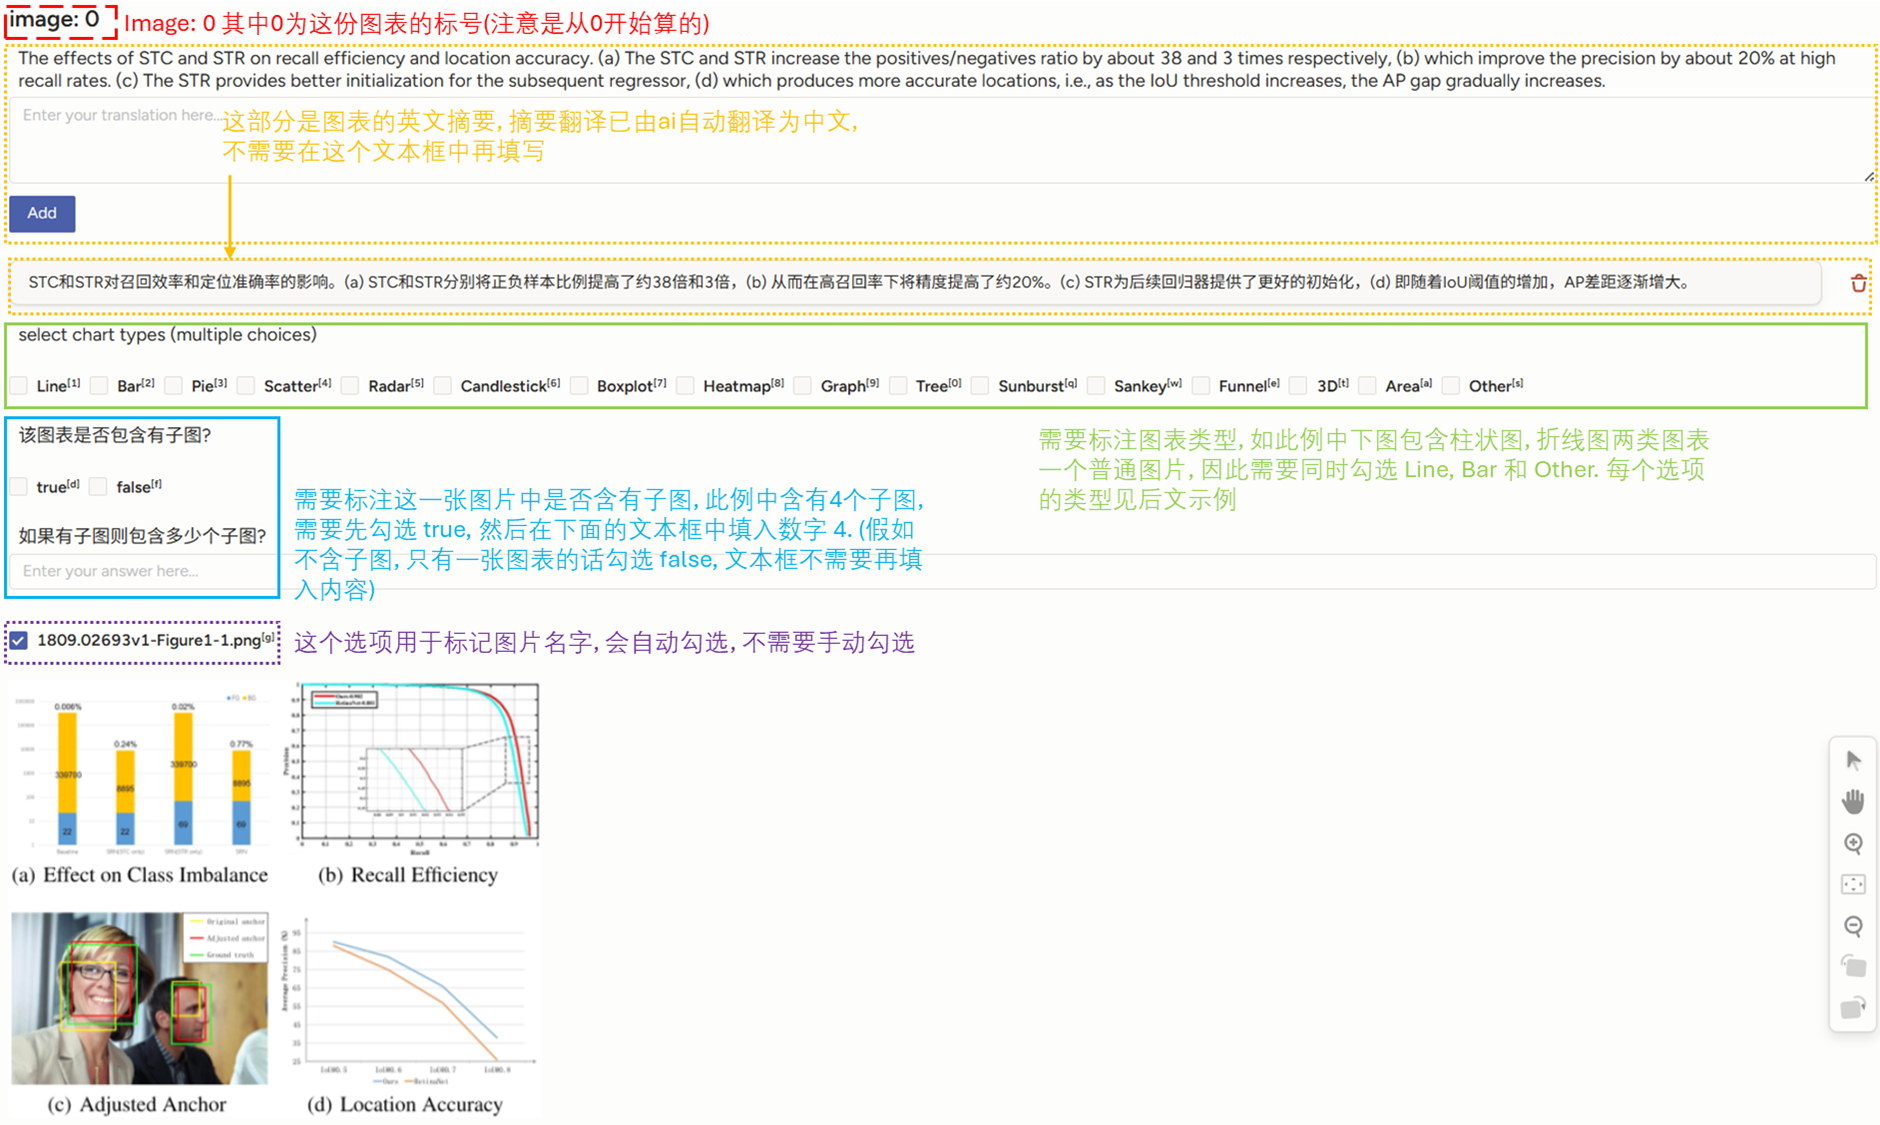 image: 0
Image: 0 其中0为这份图表的标号(注意是从0开始算的)
The effects of STC and STR on recall efficiency and location accuracy. (a) The STC and STR increase the positives/negatives ratio by about 38 and 3 times respectively, (b) which improve the precision by about 20% at high
recall rates. (c) The STR provides better initialization for the subsequent regressor, (d) which produces more accurate locations, i.e., as the IoU threshold increases, the AP gap gradually increases.
Enter your translation here...
这部分是图表的英文摘要, 摘要翻译已由ai自动翻译为中文,
不需要在这个文本框中再填写
Add
STC和STR对召回效率和定位准确率的影响。(a) STC和STR分别将正负样本比例提高了约38倍和3倍，(b) 从而在高召回率下将精度提高了约20%。(c) STR为后续回归器提供了更好的初始化，(d) 即随着IoU阈值的增加，AP差距逐渐增大。
select chart types (multiple choices)
Line[1] Bar[2] Pie[3] Scatter[4] Radar[5] Candlestick[6] Boxplot[7] Heatmap[8] Graph[9] Tree[0] Sunburst[q] Sankey[w] Funnel[e] 3D[t] Area[a] Other[s]
需要标注图表类型, 如此例中下图包含柱状图, 折线图两类图表
一个普通图片, 因此需要同时勾选 Line, Bar 和 Other. 每个选项
的类型见后文示例
该图表是否包含有子图?
true[d] false[f]
如果有子图则包含多少个子图?
Enter your answer here...
需要标注这一张图片中是否含有子图, 此例中含有4个子图,
需要先勾选 true, 然后在下面的文本框中填入数字 4. (假如
不含子图, 只有一张图表的话勾选 false, 文本框不需要再填
入内容)
1809.02693v1-Figure1-1.png[g]
这个选项用于标记图片名字, 会自动勾选, 不需要手动勾选
FG BG
0.006% 0.24% 0.02% 0.77%
339700 8895 339700 8895
22 22 69 69
Baseline
(a) Effect on Class Imbalance
Precision
Recall
(b) Recall Efficiency
Original anchor
Adjusted anchor
Ground truth
(c) Adjusted Anchor
Average Precision (%)
95
85
75
65
55
45
35
25
IoU@0.5 IoU@0.6 IoU@0.7 IoU@0.8
Ours RetinaNet
(d) Location Accuracy